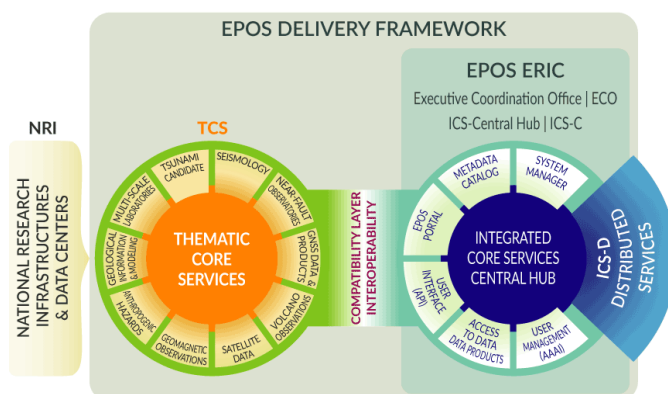 EPOS DELIVERY FRAMEWORK
EPOS ERIC
Executive Coordination Office | ECO
ICS-Central Hub | ICS-C
NRI
NATIONAL RESEARCH
INFRASTRUCTURES
& DATA CENTERS
TCS
THEMATIC
CORE
SERVICES
TSUNAMI
CANDIDATE
SEISMOLOGY
NEAR-FAULT
OBSERVATORIES
GNSS DATA &
PRODUCTS
VOLCANO
OBSERVATIONS
SATELLITE
DATA
GEOMAGNETIC
OBSERVATIONS
ANTHROPOGENIC
HAZARDS
GEOLOGICAL
INFORMATION
& MODELING
MULTI-SCALE
LABORATORIES
COMPATIBILITY LAYER
INTEROPERABILITY
INTEGRATED
CORE SERVICES
CENTRAL HUB
METADATA
CATALOG
SYSTEM
MANAGER
USER
MANAGEMENT
(AAAI)
ACCESS
TO DATA
DATA PRODUCTS
USER
INTERFACE
(API)
EPOS
PORTAL
ICS-D
DISTRIBUTED
SERVICES